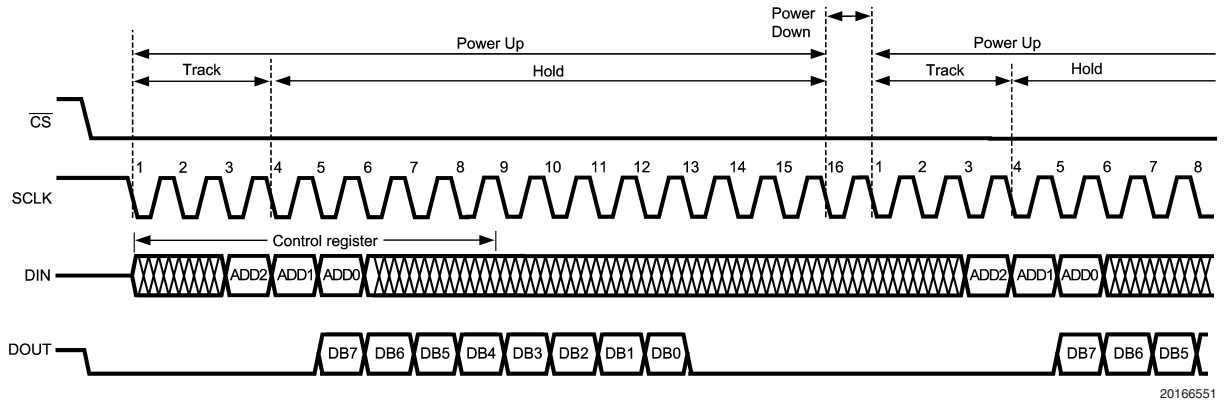 Power
Down
Power Up
Power Up
Track
Hold
Track
Hold
CS
SCLK
1 2 3 4 5 6 7 8 9 10 11 12 13 14 15 16 1 2 3 4 5 6 7 8
Control register
DIN
ADD2 ADD1 ADD0 ADD2 ADD1 ADD0
DOUT
DB7 DB6 DB5 DB4 DB3 DB2 DB1 DB0 DB7 DB6 DB5
20166551